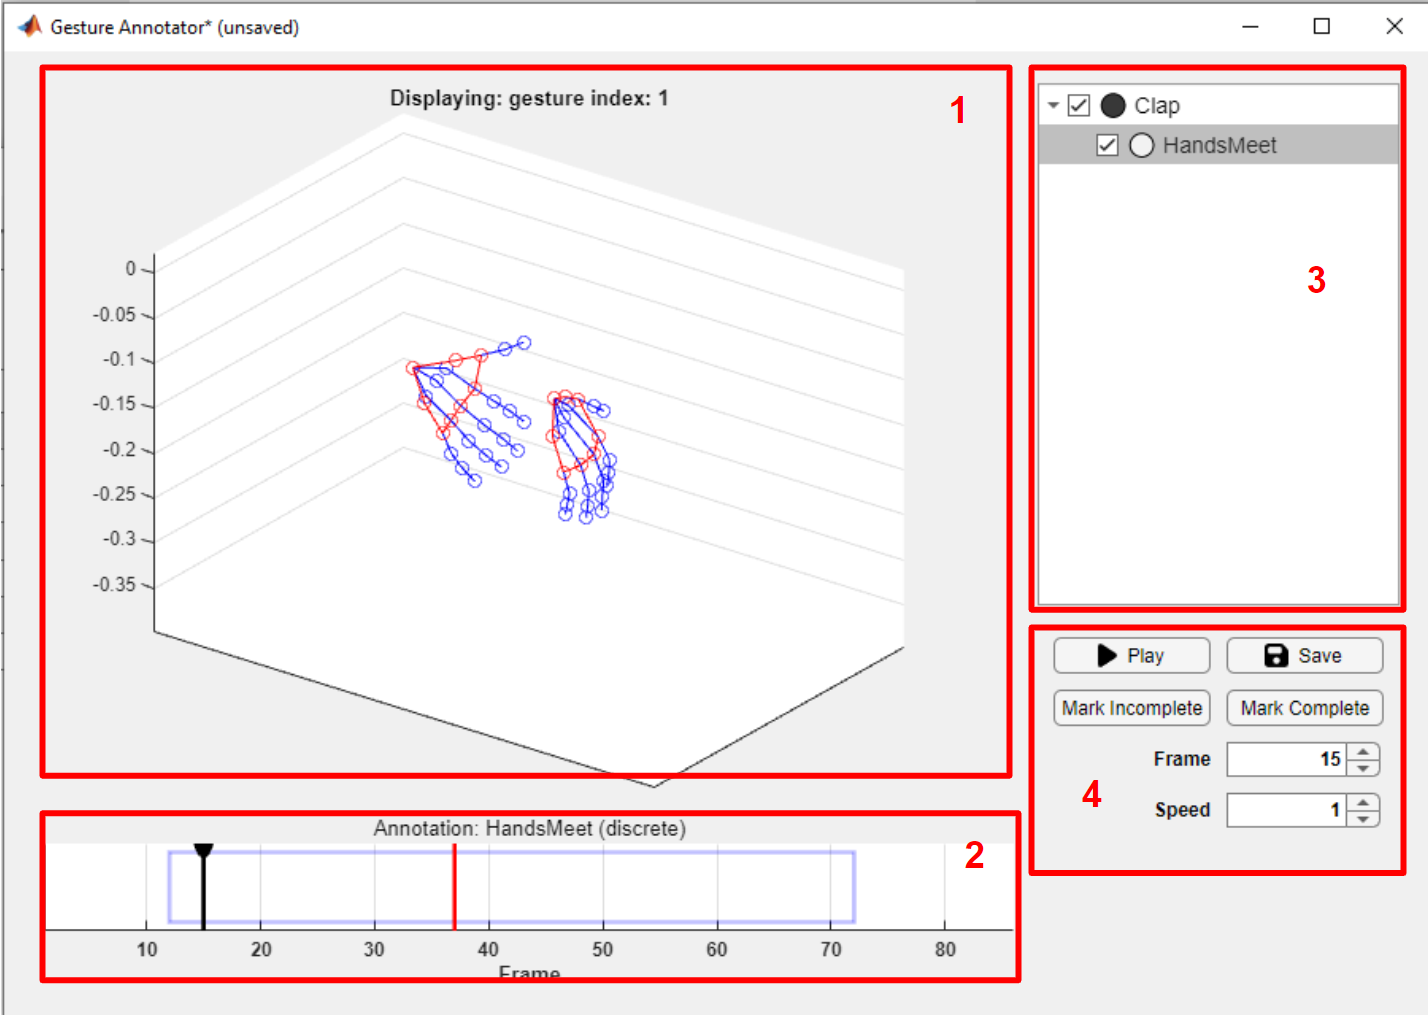 Gesture Annotator* (unsaved)
Displaying: gesture index: 1
1
0
-0.05
-0.1
-0.15
-0.2
-0.25
-0.3
-0.35
Clap
HandsMeet
3
Play Save
Mark Incomplete Mark Complete
Frame 15
4
Speed 1
Annotation: HandsMeet (discrete)
2
10 20 30 40 50 60 70 80
Frame